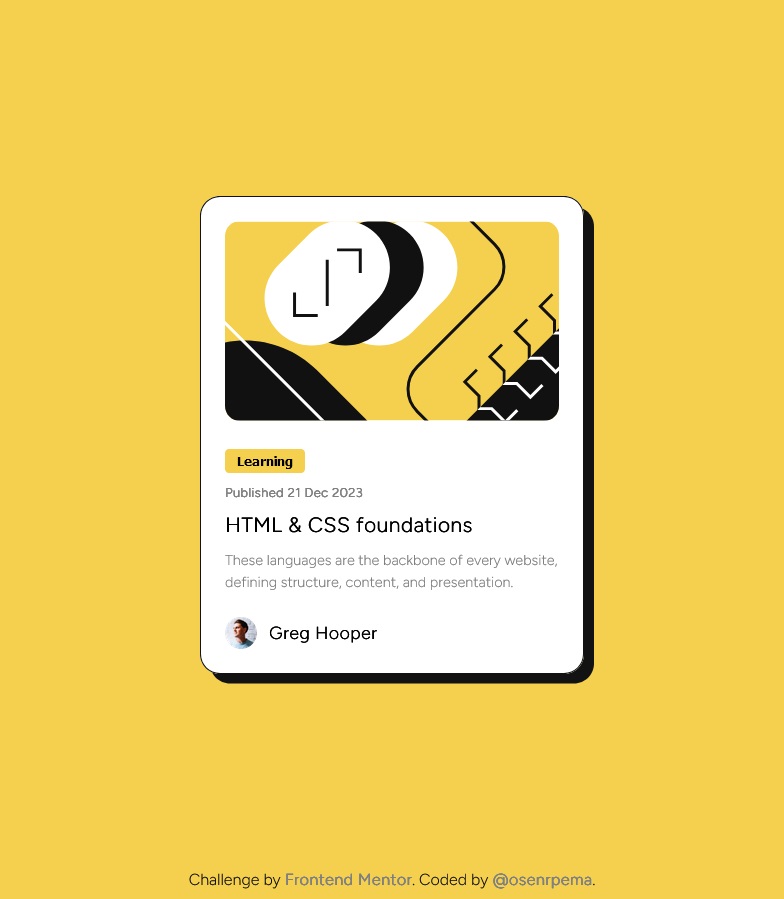 Learning
Published 21 Dec 2023
HTML & CSS foundations
These languages are the backbone of every website,
defining structure, content, and presentation.
Greg Hooper
Challenge by Frontend Mentor. Coded by @osenrpema.